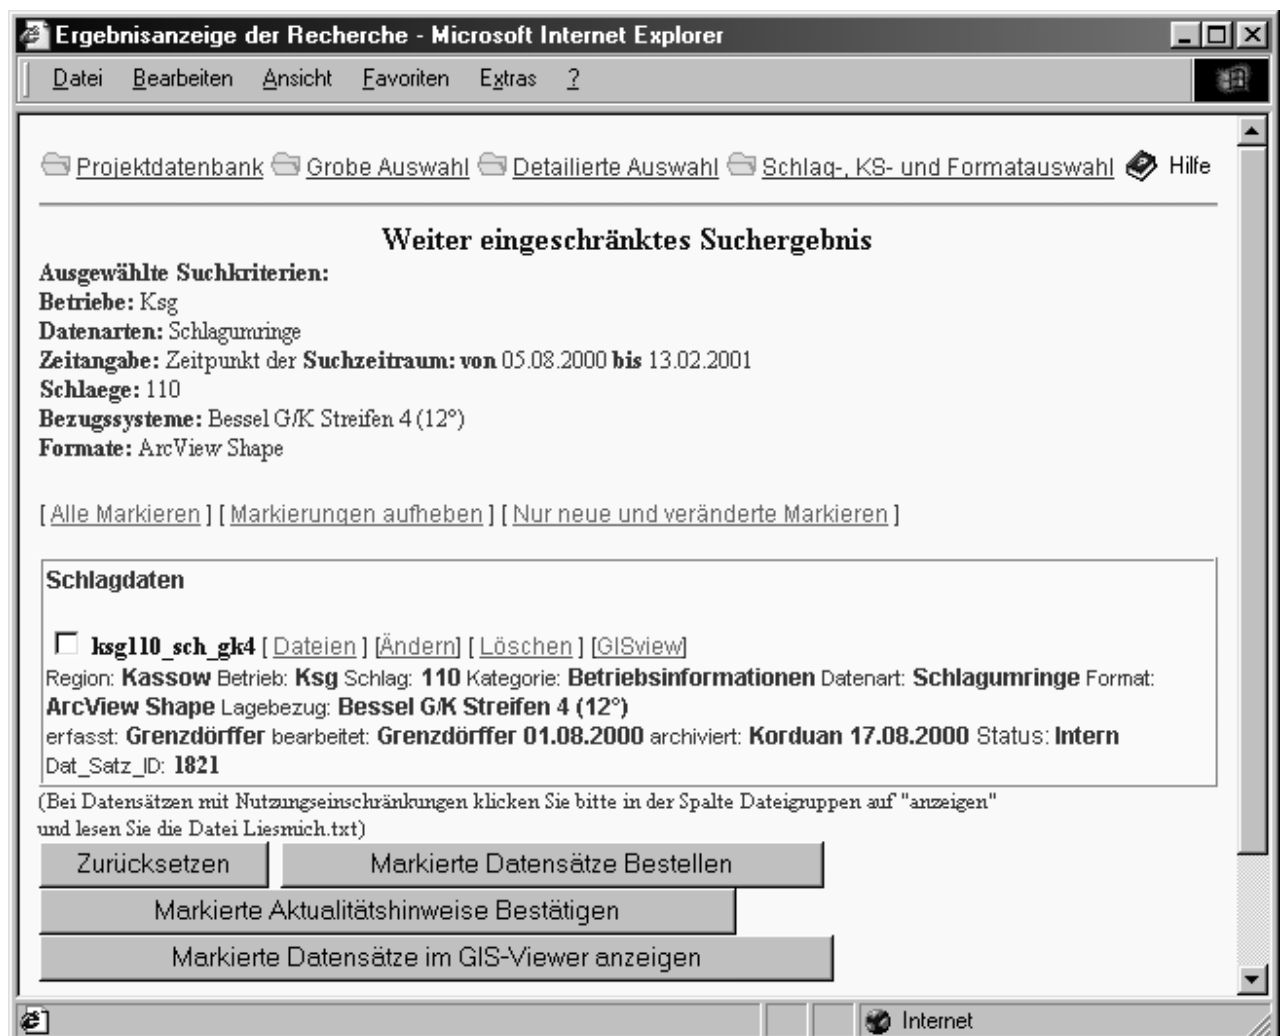 Ergebnisanzeige der Recherche - Microsoft Internet Explorer
Datei Bearbeiten Ansicht Favoriten Extras ?
Projektdatenbank Grobe Auswahl Detailierte Auswahl Schlag-, KS- und Formatauswahl Hilfe
Weiter eingeschränktes Suchergebnis
Ausgewählte Suchkriterien:
Betriebe: Ksg
Datenarten: Schlagumringe
Zeitangabe: Zeitpunkt der Suchzeitraum: von 05.08.2000 bis 13.02.2001
Schlaege: 110
Bezugssysteme: Bessel G/K Streifen 4 (12°)
Formate: ArcView Shape
[ Alle Markieren ] [ Markierungen aufheben ] [ Nur neue und veränderte Markieren ]
Schlagdaten
ksg110_sch_gk4 [ Dateien ] [Ändern] [ Löschen ] [GISview]
Region: Kassow Betrieb: Ksg Schlag: 110 Kategorie: Betriebsinformationen Datenart: Schlagumringe Format:
ArcView Shape Lagebezug: Bessel G/K Streifen 4 (12°)
erfasst: Grenzdörffer bearbeitet: Grenzdörffer 01.08.2000 archiviert: Korduan 17.08.2000 Status: Intern
Dat_Satz_ID: 1821
(Bei Datensätzen mit Nutzungseinschränkungen klicken Sie bitte in der Spalte Dateigruppen auf "anzeigen"
und lesen Sie die Datei Liesmich.txt)
Zurücksetzen Markierte Datensätze Bestellen
Markierte Aktualitätshinweise Bestätigen
Markierte Datensätze im GIS-Viewer anzeigen
Internet